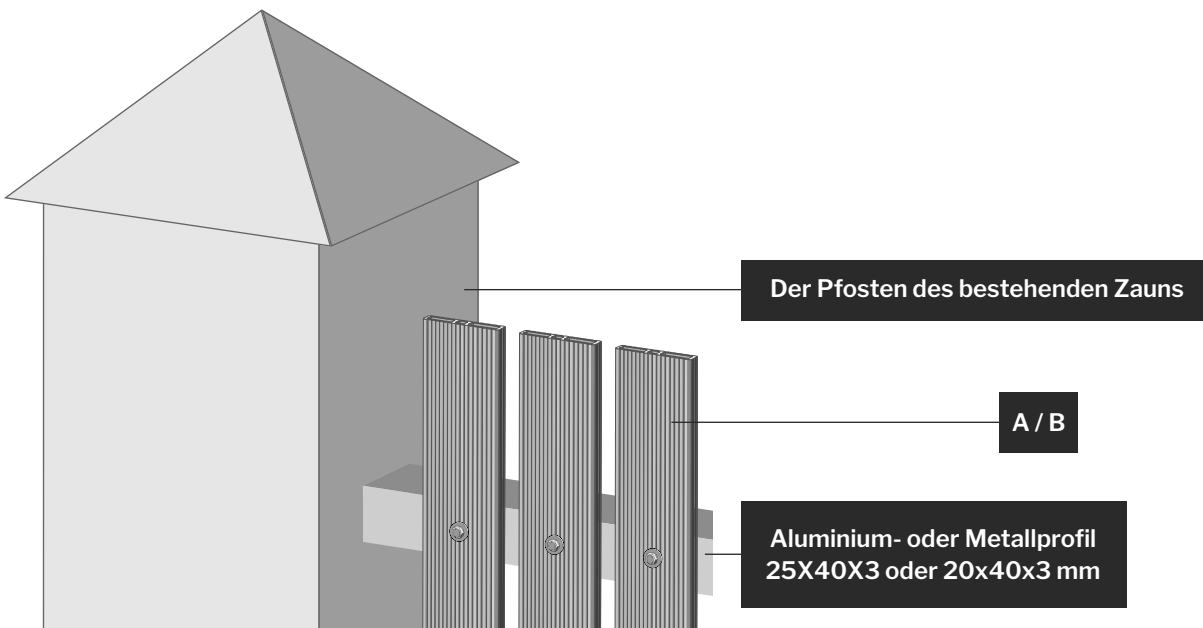 Der Pfosten des bestehenden Zauns
A / B
Aluminium- oder Metallprofil
25X40X3 oder 20x40x3 mm